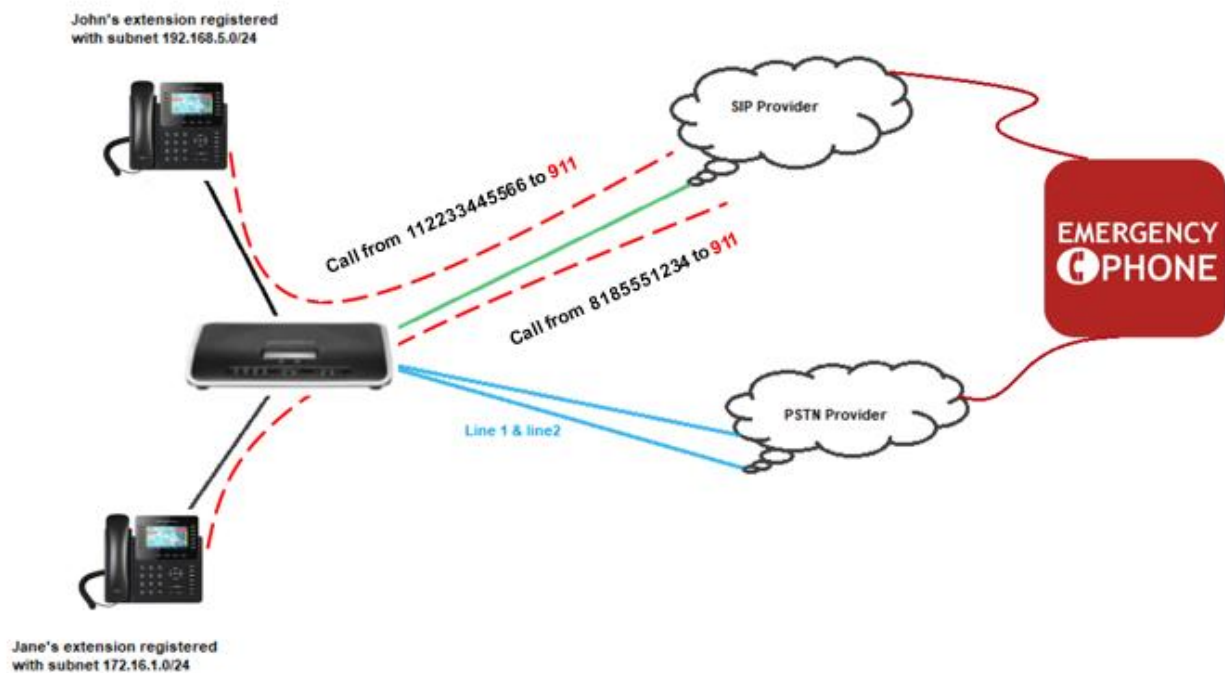 John's extension registered
with subnet 192.168.5.0/24
SIP Provider
Call from 112233445566 to 911
Call from 8185551234 to 911
EMERGENCY
PHONE
PSTN Provider
Line 1 & line2
Jane's extension registered
with subnet 172.16.1.0/24